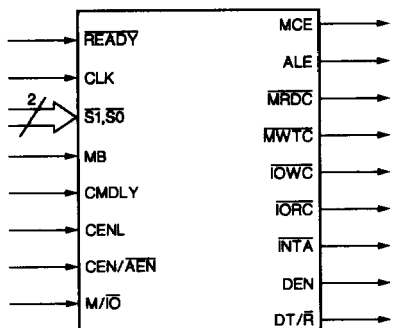 READY
CLK
2
S1,S0
MB
CMDLY
CENL
CEN/AEN
M/IO
MCE
ALE
MRDC
MWTC
IOWC
IORC
INTA
DEN
DT/R